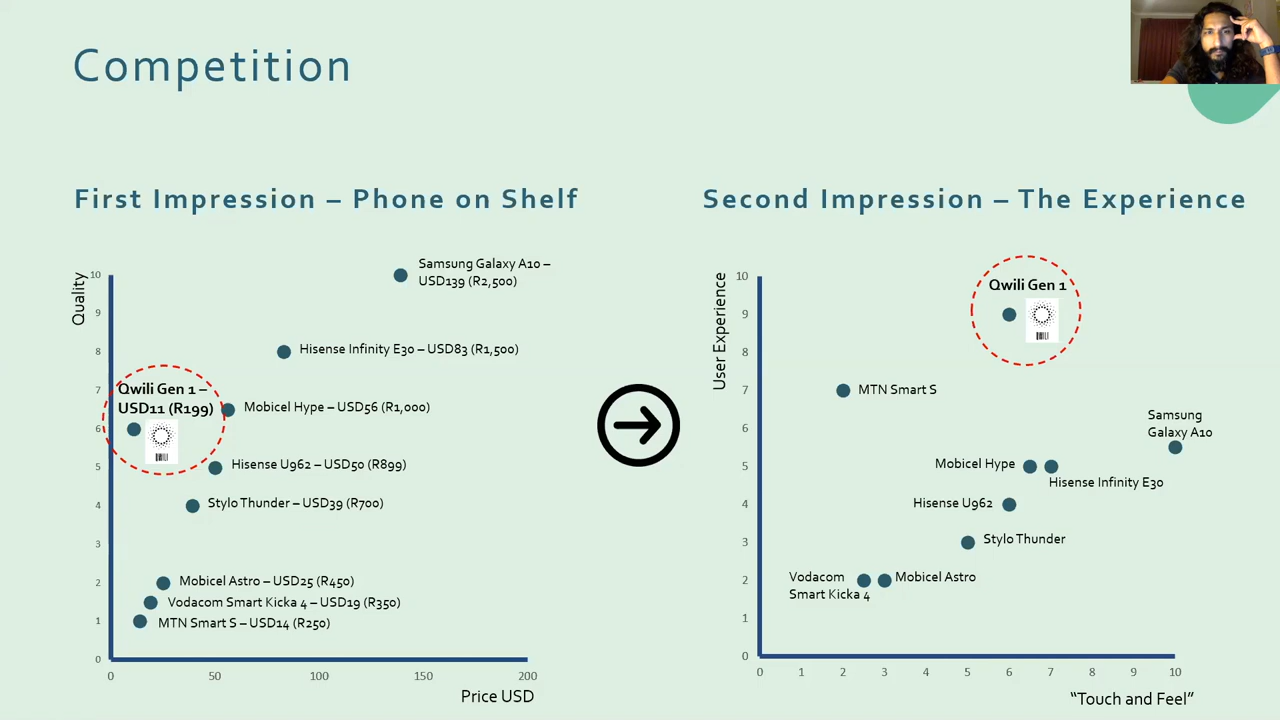 Competition
First Impression – Phone on Shelf
Quality
10
9
8
7
6
5
4
3
2
1
0
Samsung Galaxy A10 –
USD139 (R2,500)
Hisense Infinity E30 – USD83 (R1,500)
Qwili Gen 1 –
USD11 (R199)
QWILI
Mobicel Hype – USD56 (R1,000)
Hisense U962 – USD50 (R899)
Stylo Thunder – USD39 (R700)
Mobicel Astro – USD25 (R450)
Vodacom Smart Kicka 4 – USD19 (R350)
MTN Smart S – USD14 (R250)
0 50 100 150 200
Price USD
Second Impression – The Experience
User Experience
10
9
8
7
6
5
4
3
2
1
0
Qwili Gen 1
QWILI
MTN Smart S
Samsung
Galaxy A10
Mobicel Hype
Hisense Infinity E30
Hisense U962
Stylo Thunder
Vodacom
Smart Kicka 4
Mobicel Astro
0 1 2 3 4 5 6 7 8 9 10
“Touch and Feel”